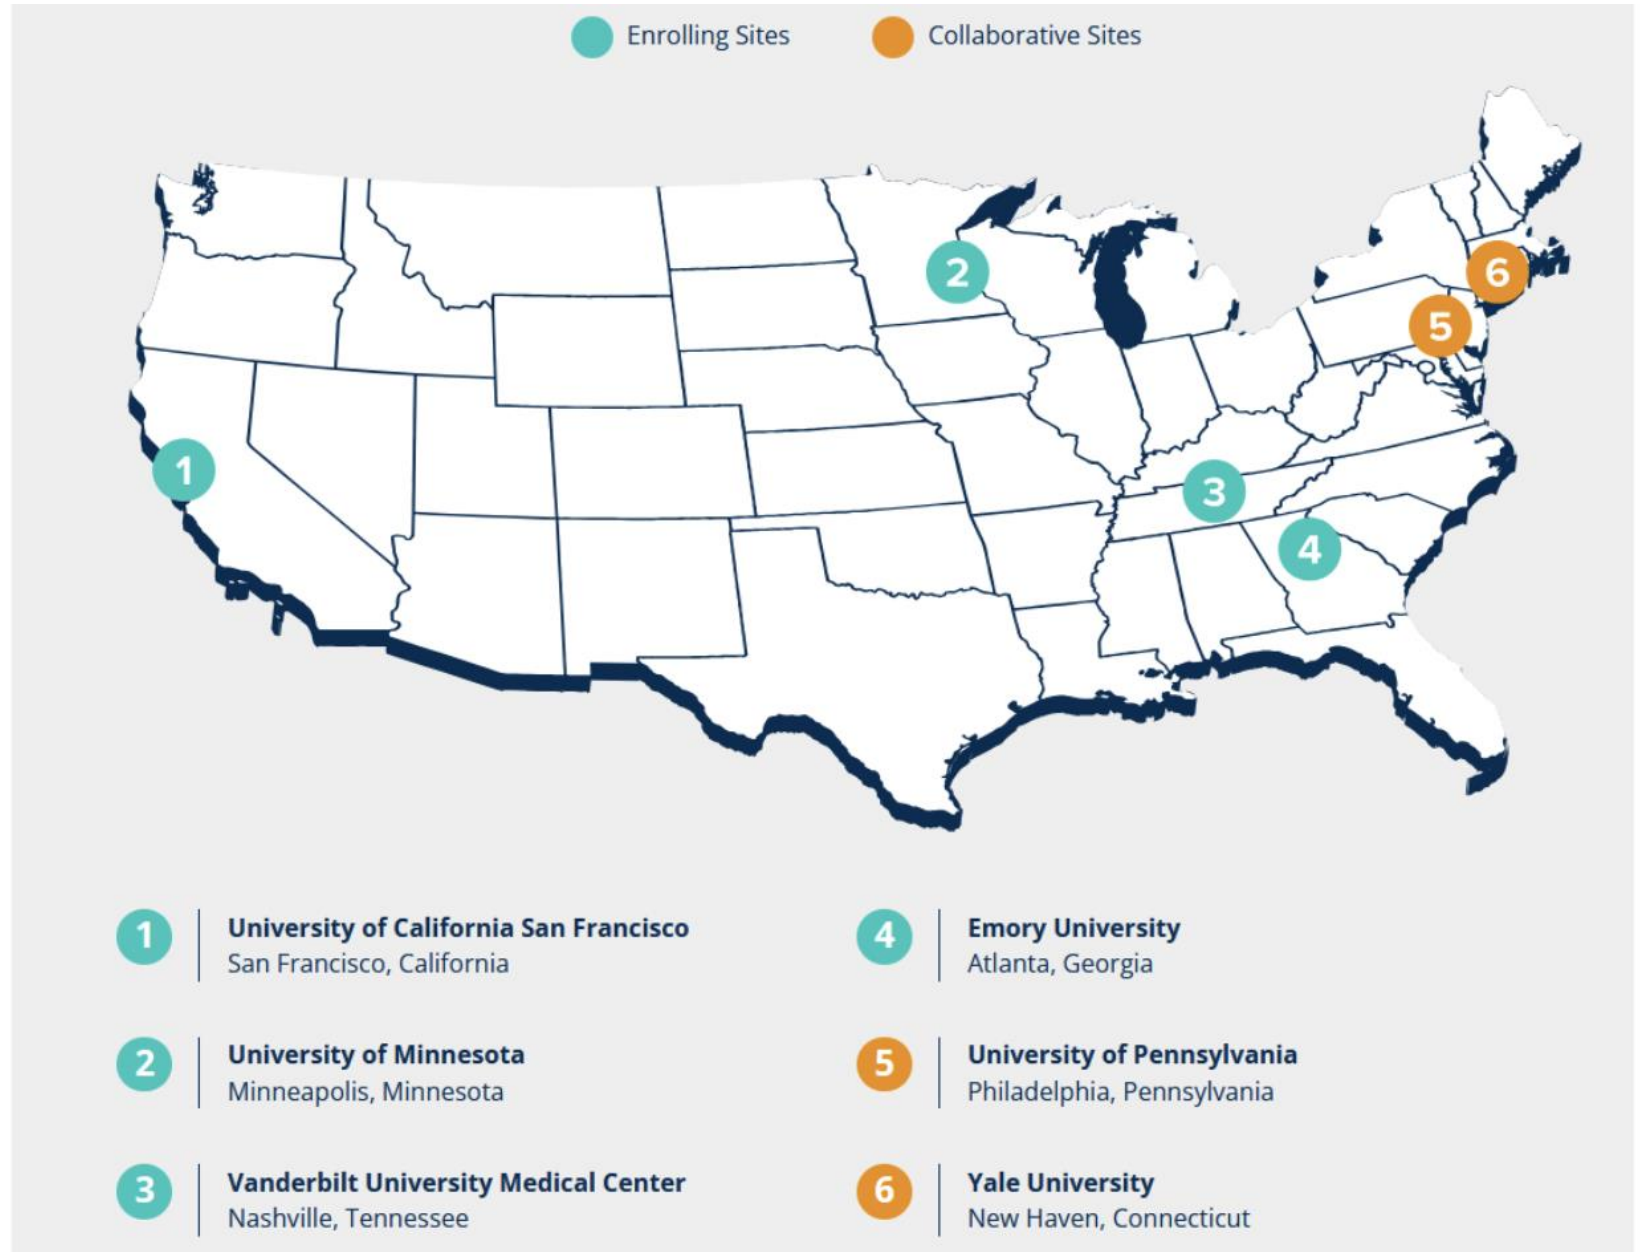 Enrolling Sites
Collaborative Sites
2
6
5
1
3
4
1
University of California San Francisco
San Francisco, California
2
University of Minnesota
Minneapolis, Minnesota
3
Vanderbilt University Medical Center
Nashville, Tennessee
4
Emory University
Atlanta, Georgia
5
University of Pennsylvania
Philadelphia, Pennsylvania
6
Yale University
New Haven, Connecticut